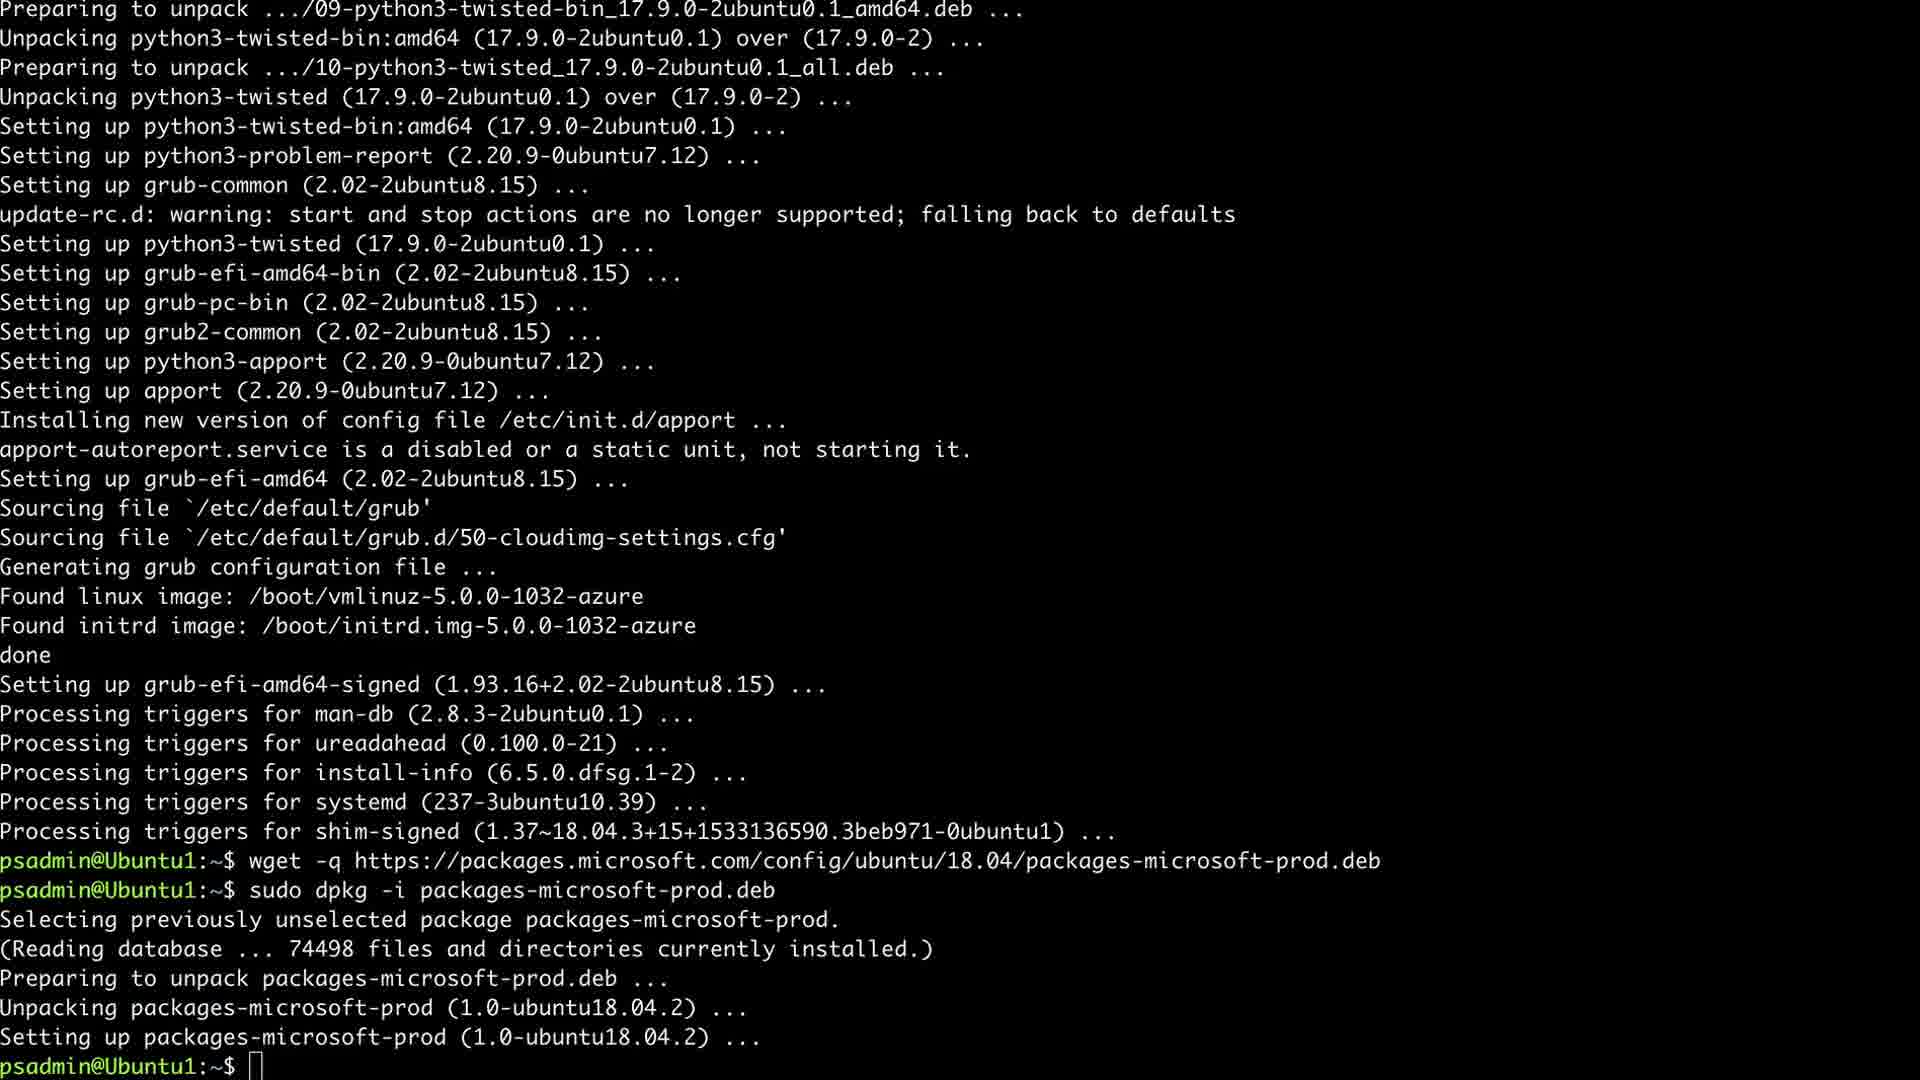 Preparing to unpack .../09-python3-twisted-bin_17.9.0-2ubuntu0.1_amd64.deb ...
Unpacking python3-twisted-bin:amd64 (17.9.0-2ubuntu0.1) over (17.9.0-2) ...
Preparing to unpack .../10-python3-twisted_17.9.0-2ubuntu0.1_all.deb ...
Unpacking python3-twisted (17.9.0-2ubuntu0.1) over (17.9.0-2) ...
Setting up python3-twisted-bin:amd64 (17.9.0-2ubuntu0.1) ...
Setting up python3-problem-report (2.20.9-0ubuntu7.12) ...
Setting up grub-common (2.02-2ubuntu8.15) ...
update-rc.d: warning: start and stop actions are no longer supported; falling back to defaults
Setting up python3-twisted (17.9.0-2ubuntu0.1) ...
Setting up grub-efi-amd64-bin (2.02-2ubuntu8.15) ...
Setting up grub-pc-bin (2.02-2ubuntu8.15) ...
Setting up grub2-common (2.02-2ubuntu8.15) ...
Setting up python3-apport (2.20.9-0ubuntu7.12) ...
Setting up apport (2.20.9-0ubuntu7.12) ...
Installing new version of config file /etc/init.d/apport ...
apport-autoreport.service is a disabled or a static unit, not starting it.
Setting up grub-efi-amd64 (2.02-2ubuntu8.15) ...
Sourcing file `/etc/default/grub'
Sourcing file `/etc/default/grub.d/50-cloudimg-settings.cfg'
Generating grub configuration file ...
Found linux image: /boot/vmlinuz-5.0.0-1032-azure
Found initrd image: /boot/initrd.img-5.0.0-1032-azure
done
Setting up grub-efi-amd64-signed (1.93.16+2.02-2ubuntu8.15) ...
Processing triggers for man-db (2.8.3-2ubuntu0.1) ...
Processing triggers for ureadahead (0.100.0-21) ...
Processing triggers for install-info (6.5.0.dfsg.1-2) ...
Processing triggers for systemd (237-3ubuntu10.39) ...
Processing triggers for shim-signed (1.37~18.04.3+15+1533136590.3beb971-0ubuntu1) ...
psadmin@Ubuntu1:~$ wget -q https://packages.microsoft.com/config/ubuntu/18.04/packages-microsoft-prod.deb
psadmin@Ubuntu1:~$ sudo dpkg -i packages-microsoft-prod.deb
Selecting previously unselected package packages-microsoft-prod.
(Reading database ... 74498 files and directories currently installed.)
Preparing to unpack packages-microsoft-prod.deb ...
Unpacking packages-microsoft-prod (1.0-ubuntu18.04.2) ...
Setting up packages-microsoft-prod (1.0-ubuntu18.04.2) ...
psadmin@Ubuntu1:~$